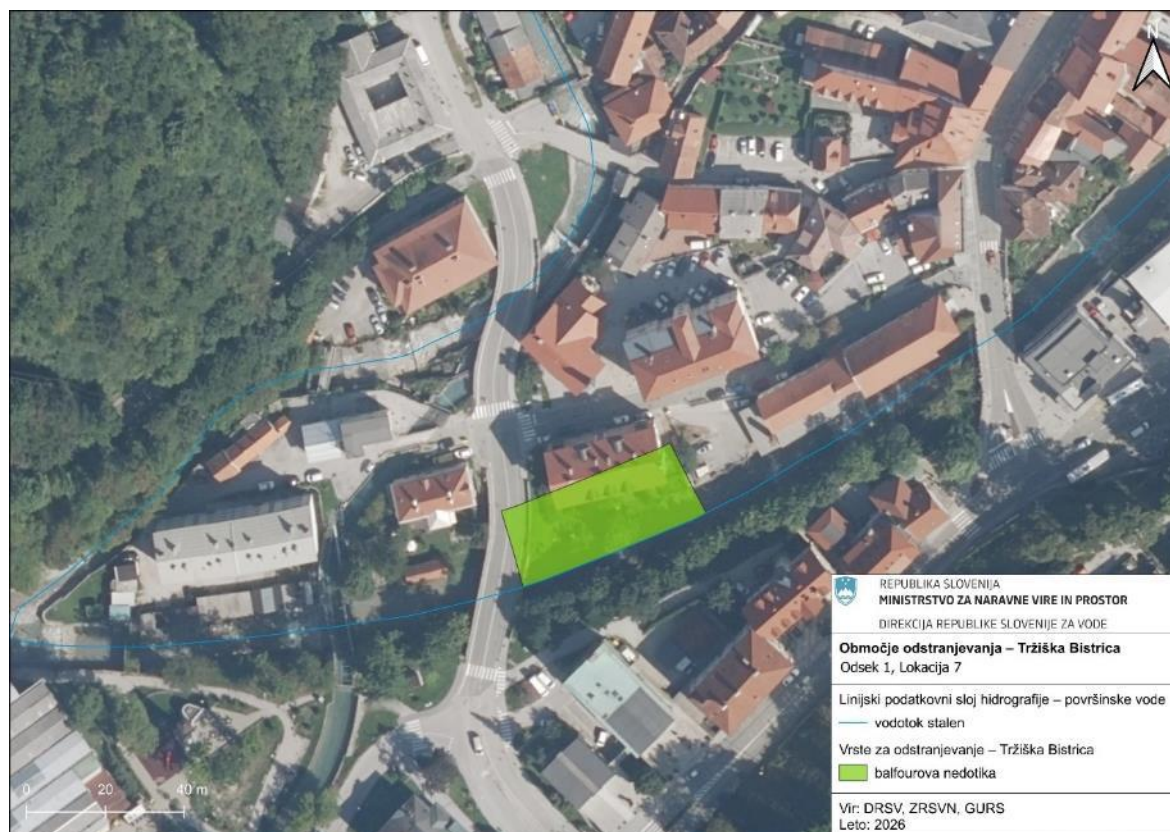 N
REPUBLIKA SLOVENIJA
MINISTRSTVO ZA NARAVNE VIRE IN PROSTOR
DIREKCIJA REPUBLIKE SLOVENIJE ZA VODE
Območje odstranjevanja – Tržiška Bistrica
Odsek 1, Lokacija 7
Linijski podatkovni sloj hidrografije – površinske vode
vodotok stalen
Vrste za odstranjevanje – Tržiška Bistrica
balfourova nedotika
Vir: DRSV, ZRSVN, GURS
Leto: 2026
0 20 40 m